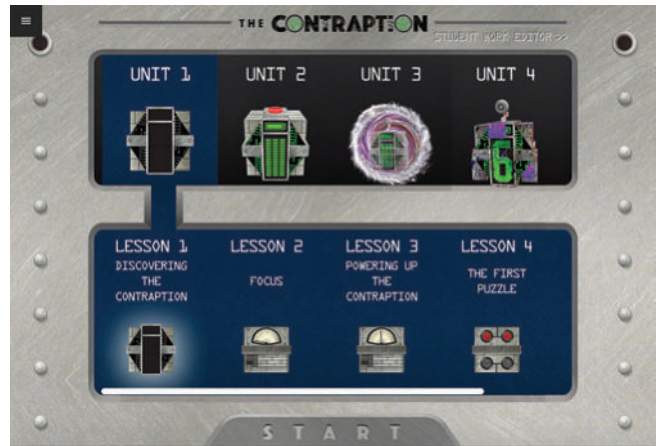 THE CONTRAPTION
STUDENT WORK EDITOR >>
UNIT 1
UNIT 2
UNIT 3
UNIT 4
6
LESSON 1
DISCOVERING
THE
CONTRAPTION
LESSON 2
FOCUS
LESSON 3
POWERING UP
THE
CONTRAPTION
LESSON 4
THE FIRST
PUZZLE
START